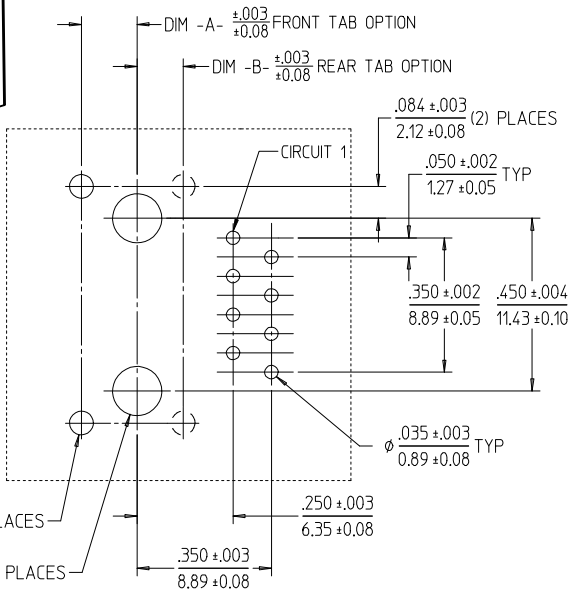 DIM -A- ±.003 FRONT TAB OPTION
±0.08
DIM -B- ±.003 REAR TAB OPTION
±0.08
.084 ±.003 (2) PLACES
2.12 ±0.08
CIRCUIT 1
.050 ±.002 TYP
1.27 ±0.05
.350 ±.002
8.89 ±0.05
.450 ±.004
11.43 ±0.10
ø .035 ±.003 TYP
0.89 ±0.08
.250 ±.003
6.35 ±0.08
PLACES
.350 ±.003
8.89 ±0.08